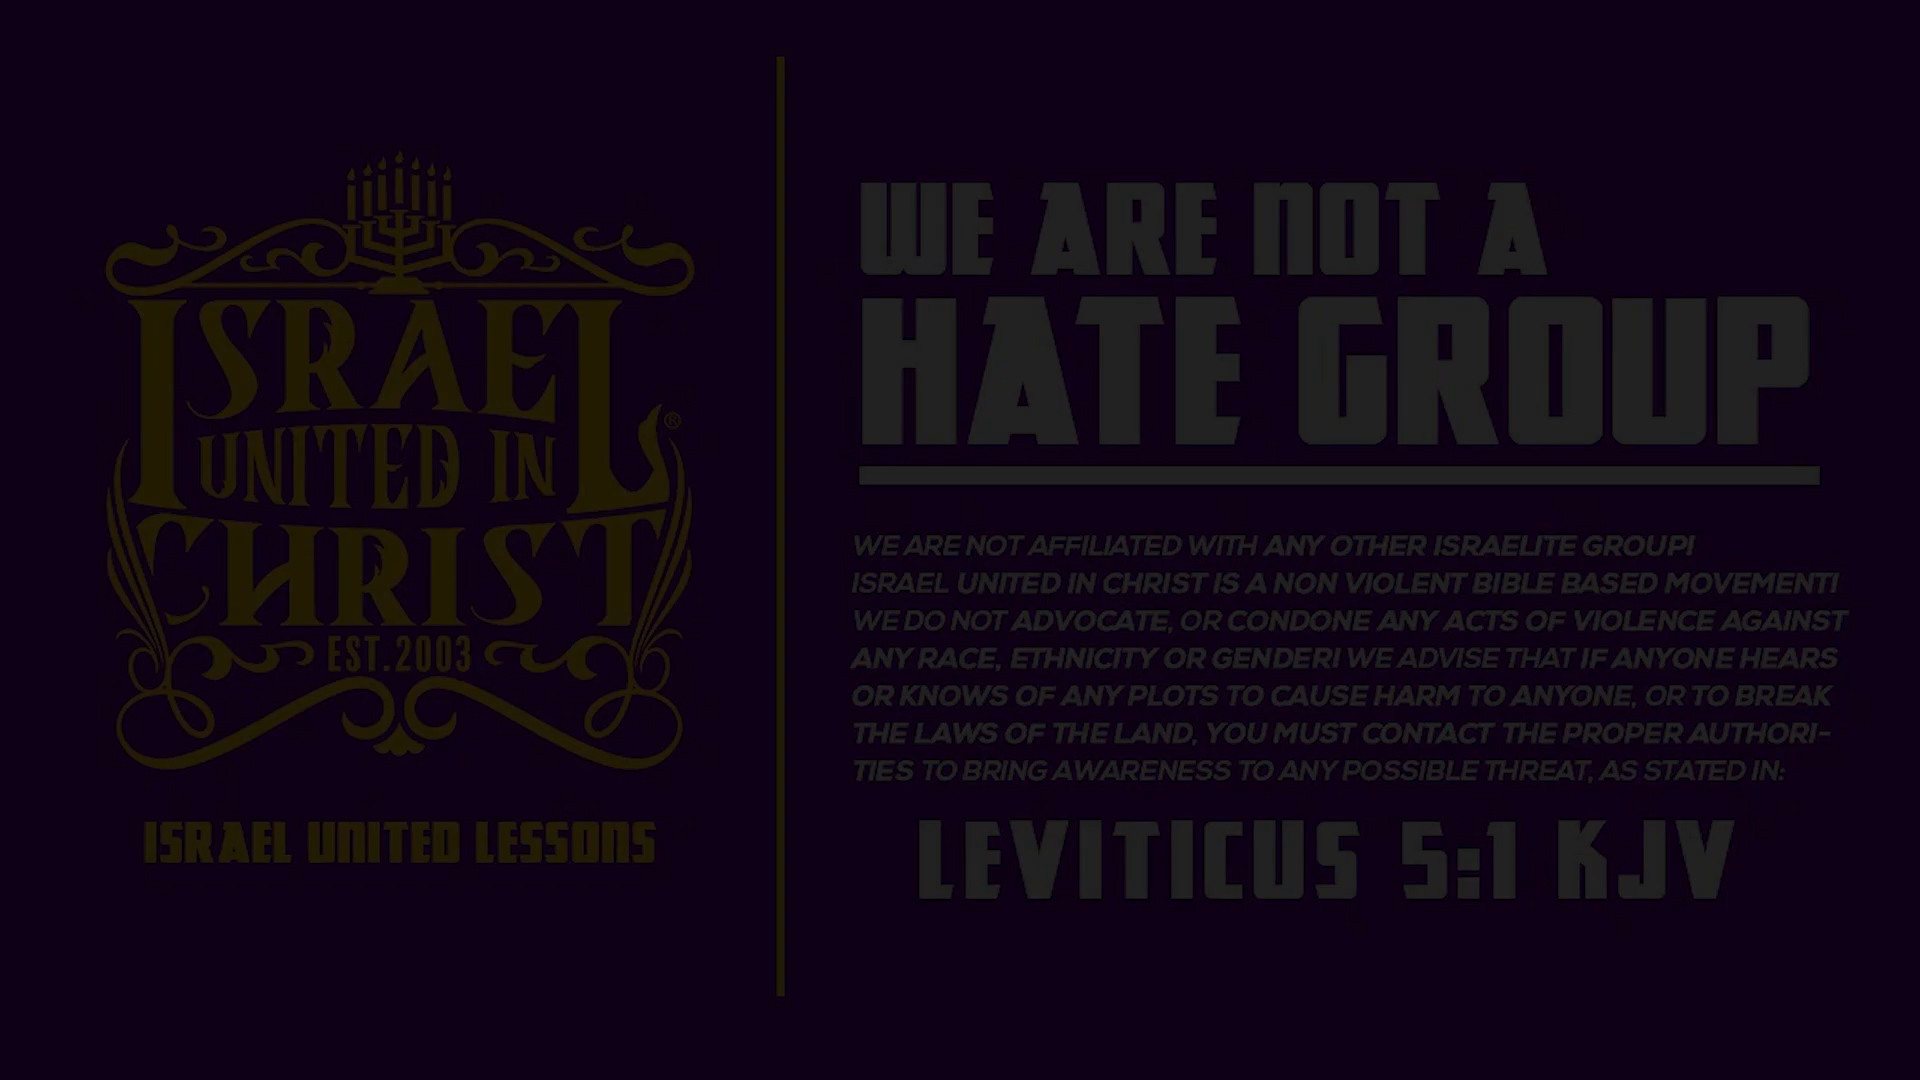 ISRAEL
UNITED IN
CHRIST
®
EST.2003
ISRAEL UNITED LESSONS
WE ARE NOT A
HATE GROUP
WE ARE NOT AFFILIATED WITH ANY OTHER ISRAELITE GROUP!
ISRAEL UNITED IN CHRIST IS A NON VIOLENT BIBLE BASED MOVEMENT!
WE DO NOT ADVOCATE, OR CONDONE ANY ACTS OF VIOLENCE AGAINST
ANY RACE, ETHNICITY OR GENDER! WE ADVISE THAT IF ANYONE HEARS
OR KNOWS OF ANY PLOTS TO CAUSE HARM TO ANYONE, OR TO BREAK
THE LAWS OF THE LAND, YOU MUST CONTACT THE PROPER AUTHORI-
TIES TO BRING AWARENESS TO ANY POSSIBLE THREAT, AS STATED IN:
LEVITICUS 5:1 KJV